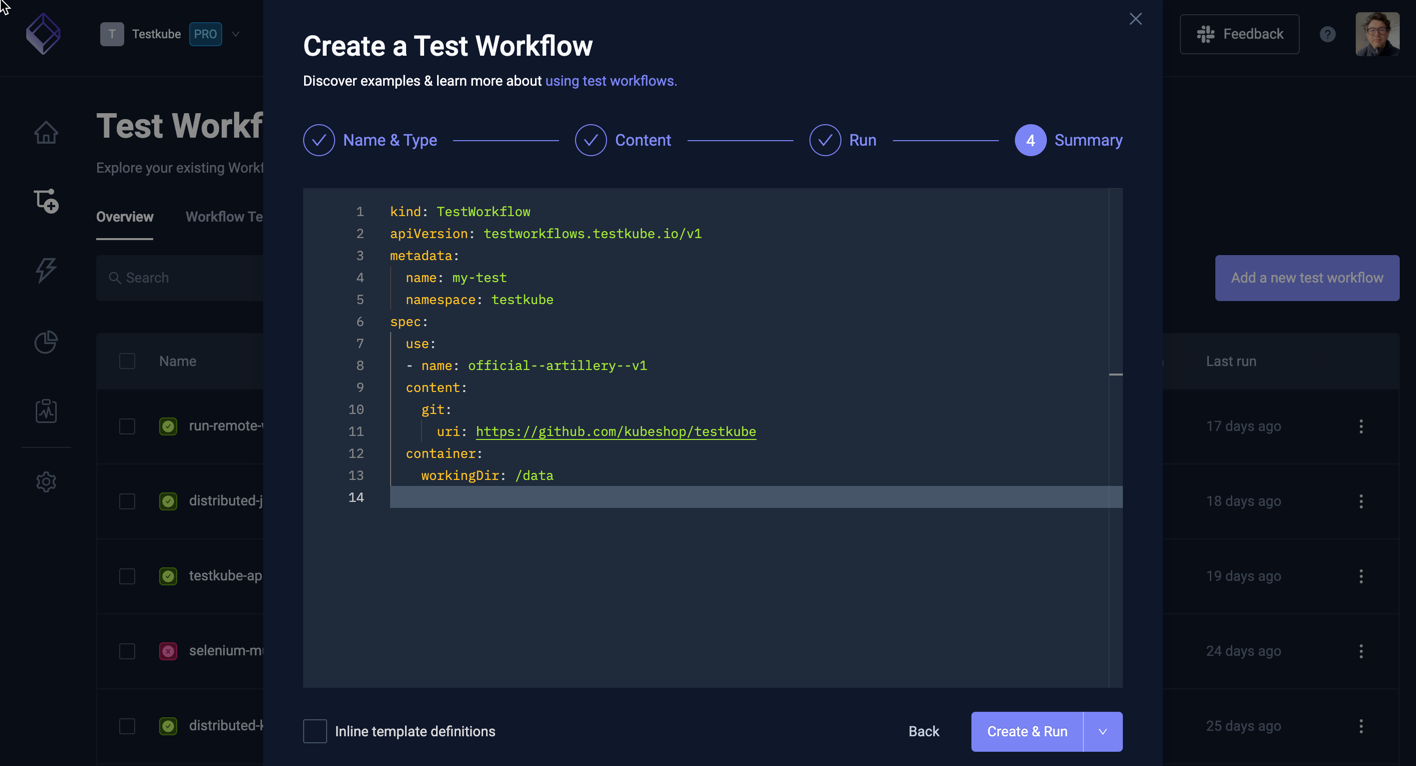 T Testkube PRO
Feedback
?
Create a Test Workflow
Discover examples & learn more about using test workflows.
Name & Type
Content
Run
4 Summary
Test Workf
Explore your existing Workf
Overview
Workflow Te
Search
Add a new test workflow
Name
Last run
run-remote-
17 days ago
distributed-j
18 days ago
testkube-ap
19 days ago
selenium-mu
24 days ago
distributed-k
25 days ago
1 kind: TestWorkflow
2 apiVersion: testworkflows.testkube.io/v1
3 metadata:
4 name: my-test
5 namespace: testkube
6 spec:
7 use:
8 - name: official--artillery--v1
9 content:
10 git:
11 uri: https://github.com/kubeshop/testkube
12 container:
13 workingDir: /data
14
Inline template definitions
Back
Create & Run